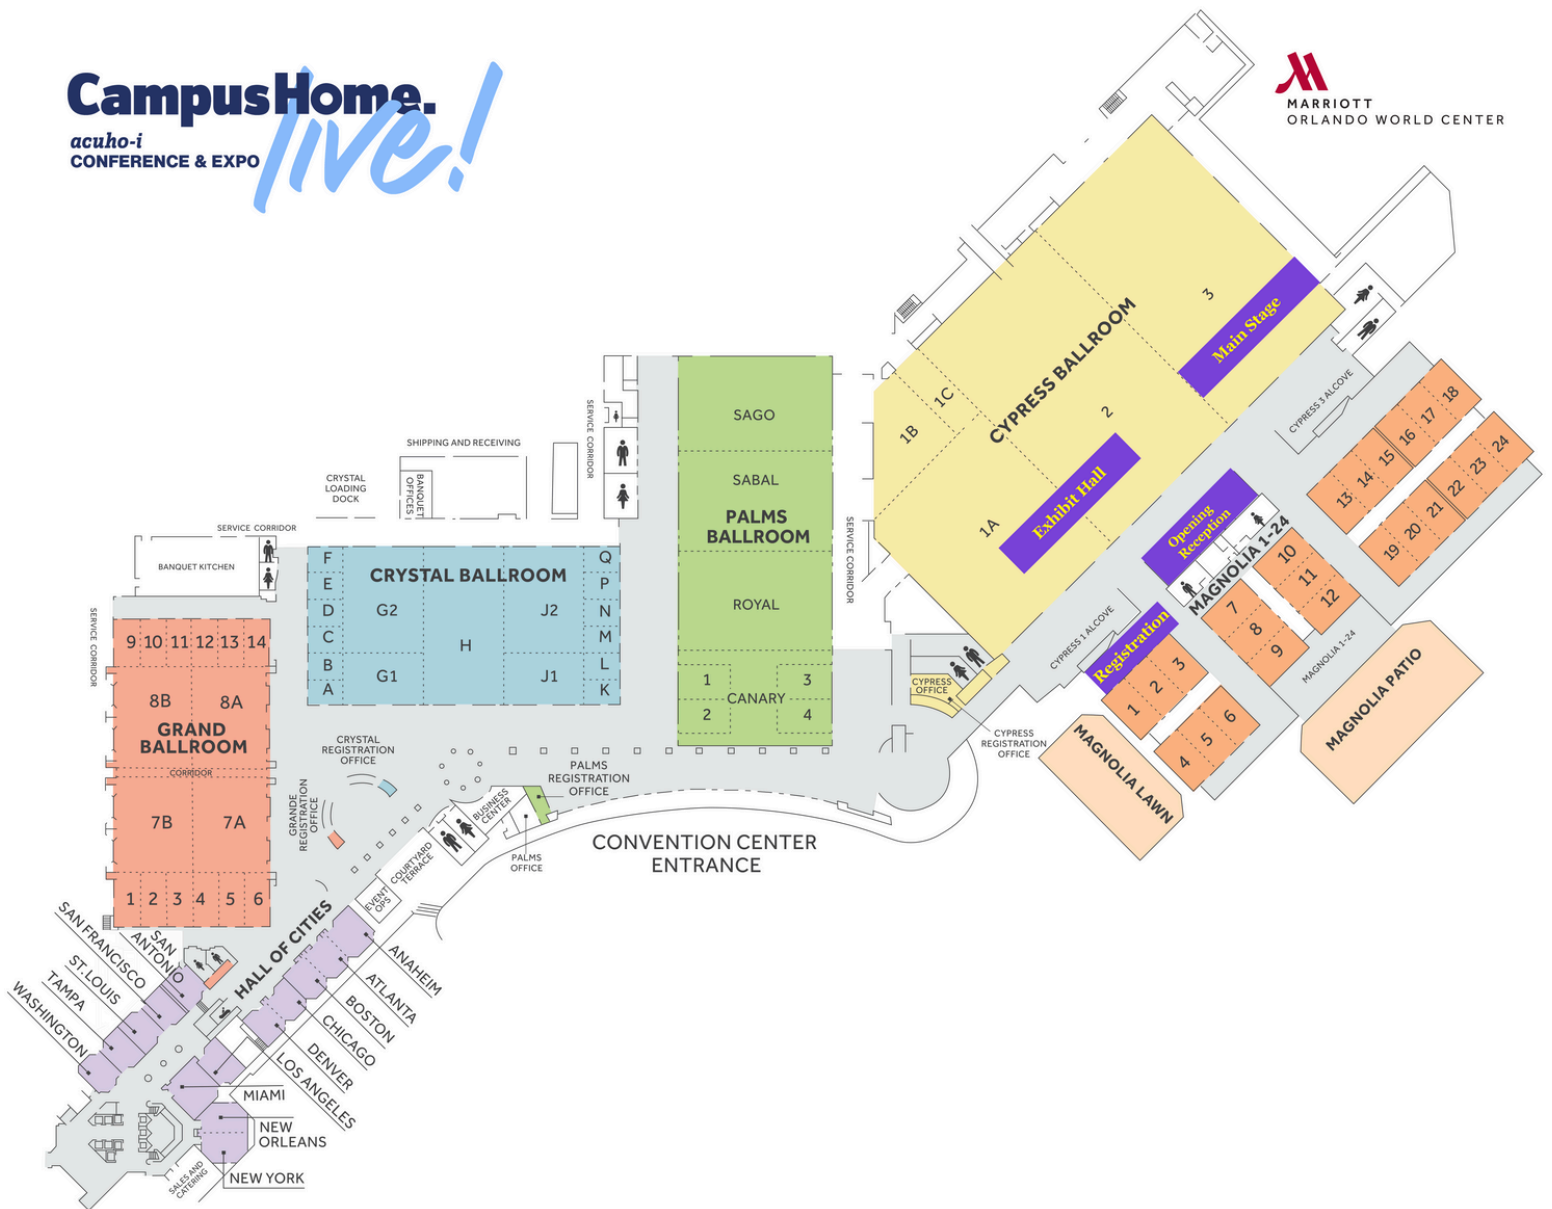 CampusHome.
live!
acuho-i
CONFERENCE & EXPO
MARRIOTT
ORLANDO WORLD CENTER
CYPRESS BALLROOM
3
2
1C
1B
1A
Main Stage
Exhibit Hall
Opening
Reception
Registration
CYPRESS 3 ALCOVE
CYPRESS 1 ALCOVE
MAGNOLIA 1-24
MAGNOLIA 1-24
13
14
15
16
17
18
19
20
21
22
23
24
10
11
12
7
8
9
1
2
3
4
5
6
MAGNOLIA PATIO
MAGNOLIA LAWN
CYPRESS
OFFICE
CYPRESS
REGISTRATION
OFFICE
SERVICE CORRIDOR
SAGO
SABAL
PALMS
BALLROOM
ROYAL
1
3
CANARY
2
4
SERVICE CORRIDOR
SHIPPING AND RECEIVING
BANQUET
OFFICES
CRYSTAL
LOADING
DOCK
SERVICE CORRIDOR
BANQUET KITCHEN
CRYSTAL BALLROOM
F
E
D
C
B
A
G2
G1
H
J2
J1
Q
P
N
M
L
K
SERVICE CORRIDOR
9 10 11 12 13 14
8B
8A
GRAND
BALLROOM
CORRIDOR
7B
7A
1 2 3 4 5 6
CRYSTAL
REGISTRATION
OFFICE
GRANDE
REGISTRATION
OFFICE
PALMS
REGISTRATION
OFFICE
BUSINESS
CENTER
PALMS
OFFICE
COURTYARD
TERRACE
EVENT
OPS
CONVENTION CENTER
ENTRANCE
HALL OF CITIES
SAN
ANTONIO
SAN FRANCISCO
ST.LOUIS
TAMPA
WASHINGTON
ANAHEIM
ATLANTA
BOSTON
CHICAGO
DENVER
LOS ANGELES
MIAMI
NEW
ORLEANS
NEW YORK
SALES AND
CATERING